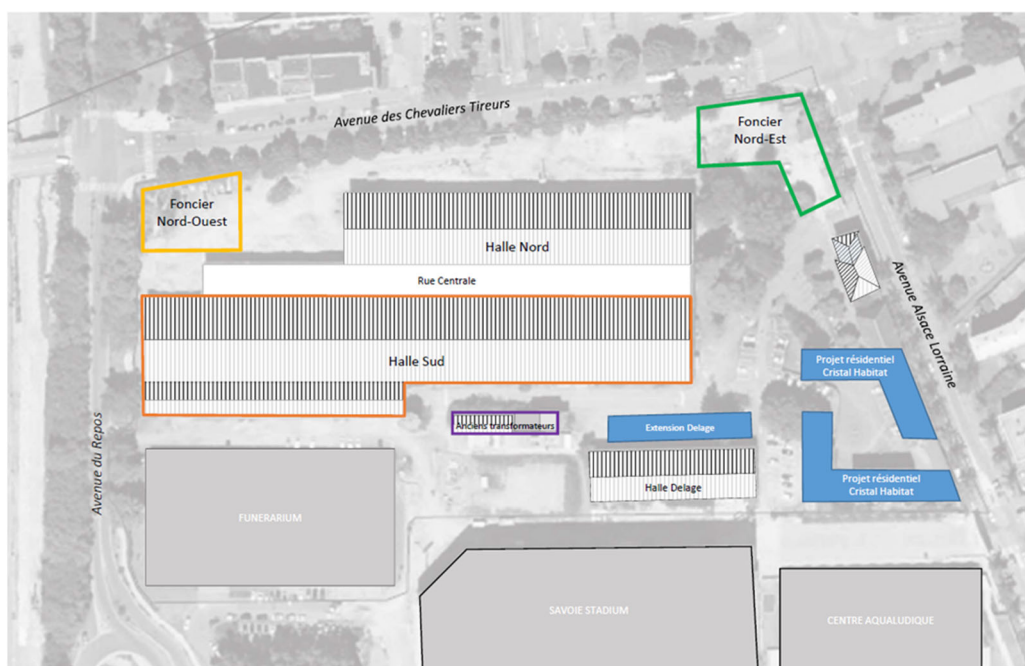 Avenue des Chevaliers Tireurs
Foncier
Nord-Est
Foncier
Nord-Ouest
Halle Nord
Rue Centrale
Avenue Alsace Lorraine
Halle Sud
Projet résidentiel
Cristal Habitat
Anciens transformateurs
Extension Delage
Avenue du Repos
Halle Delage
Projet résidentiel
Cristal Habitat
FUNERARIUM
SAVOIE STADIUM
CENTRE AQUALUDIQUE